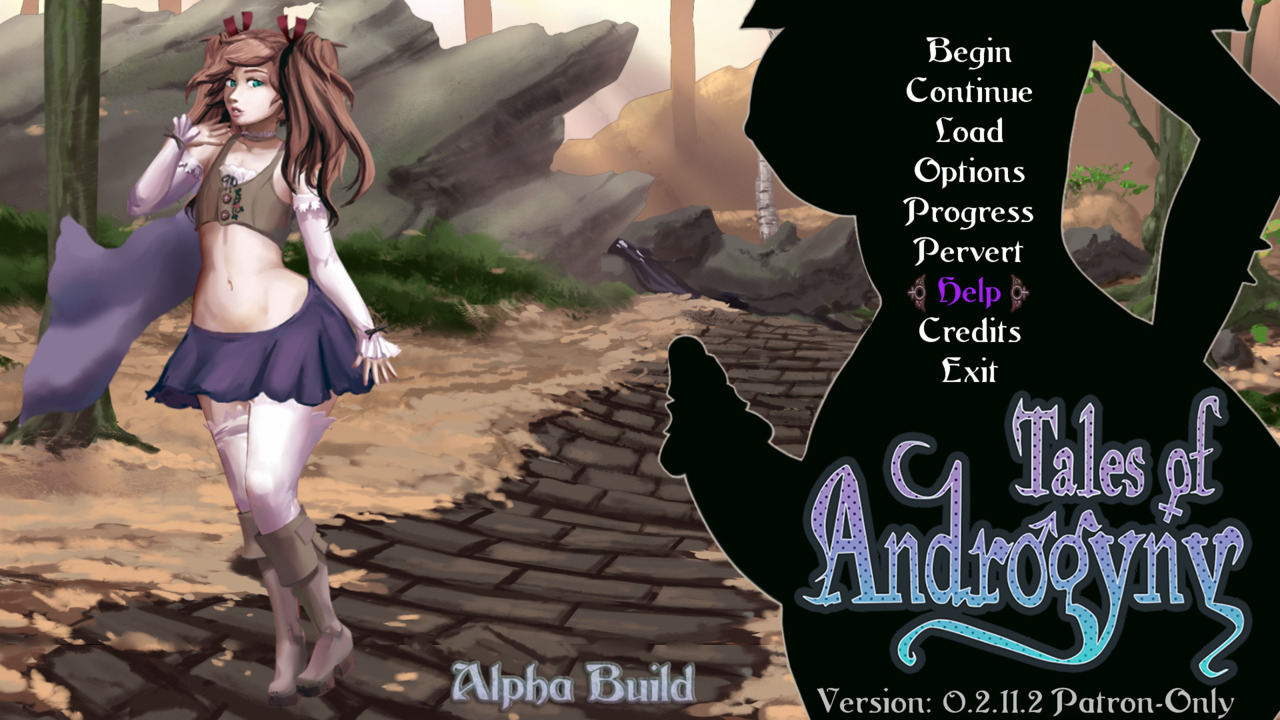 Begin
Continue
Load
Options
Progress
Pervert
Help
Credits
Exit
Tales of
Androgyny
Alpha Build
Version: 0.2.11.2 Patron-Only